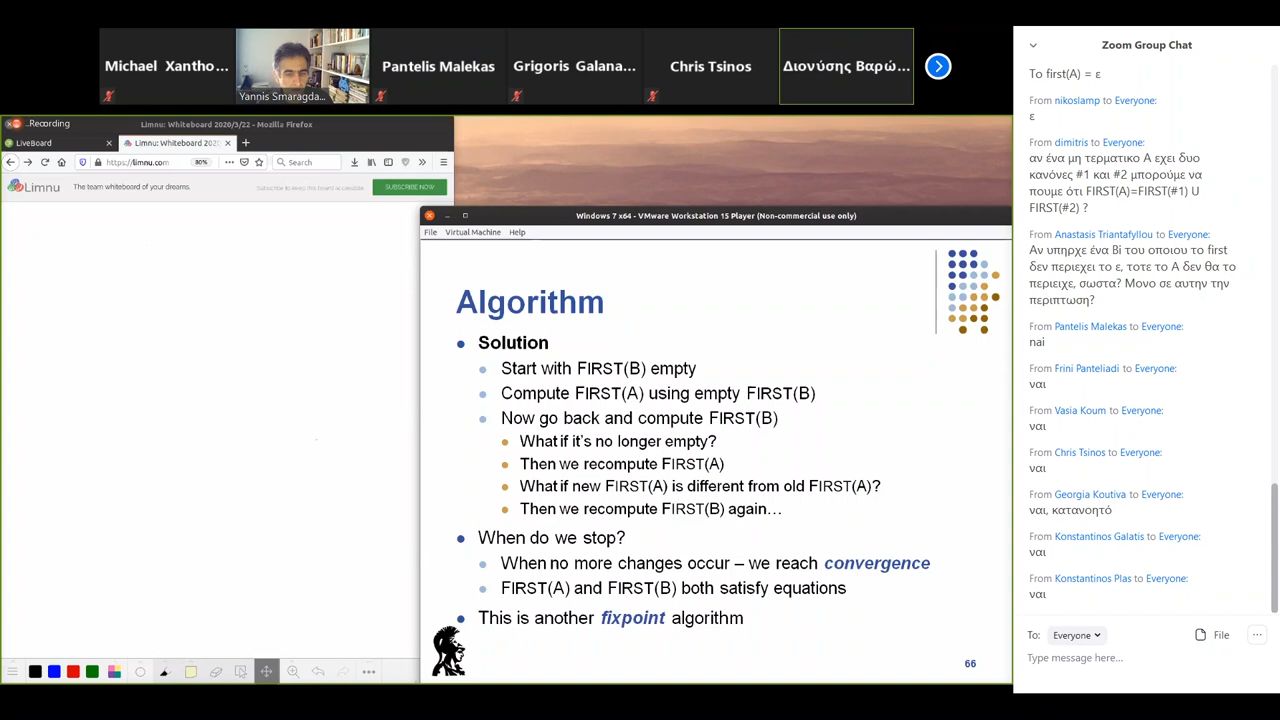 Michael Xantho...
Yannis Smaragda...
Pantelis Malekas
Grigoris Galana...
Chris Tsinos
Διονύσης Βαρώ...
..Recording
Limnu: Whiteboard 2020/3/22 - Mozilla Firefox
LiveBoard
Limnu: Whiteboard 202
https://limnu.com
80%
Search
Limnu
The team whiteboard of your dreams.
Subscribe to keep this board accessible.
SUBSCRIBE NOW
Windows 7 x64 - VMware Workstation 15 Player (Non-commercial use only)
File Virtual Machine Help
Algorithm
Solution
Start with FIRST(B) empty
Compute FIRST(A) using empty FIRST(B)
Now go back and compute FIRST(B)
What if it's no longer empty?
Then we recompute FIRST(A)
What if new FIRST(A) is different from old FIRST(A)?
Then we recompute FIRST(B) again…
When do we stop?
When no more changes occur – we reach convergence
FIRST(A) and FIRST(B) both satisfy equations
This is another fixpoint algorithm
66
Zoom Group Chat
Το first(A) = ε
From nikoslamp to Everyone:
ε
From dimitris to Everyone:
αν ένα μη τερματικο Α εχει δυο
κανόνες #1 και #2 μπορούμε να
πουμε ότι FIRST(A)=FIRST(#1) U
FIRST(#2) ?
From Anastasis Triantafyllou to Everyone:
Αν υπηρχε ένα Bi του οποιου το first
δεν περιεχει το ε, τοτε το Α δεν θα το
περιειχε, σωστα? Μονο σε αυτην την
περιπτωση?
From Pantelis Malekas to Everyone:
nai
From Frini Panteliadi to Everyone:
ναι
From Vasia Koum to Everyone:
ναι
From Chris Tsinos to Everyone:
ναι
From Georgia Koutiva to Everyone:
ναι, κατανοητό
From Konstantinos Galatis to Everyone:
ναι
From Konstantinos Plas to Everyone:
ναι
To: Everyone
File
Type message here...